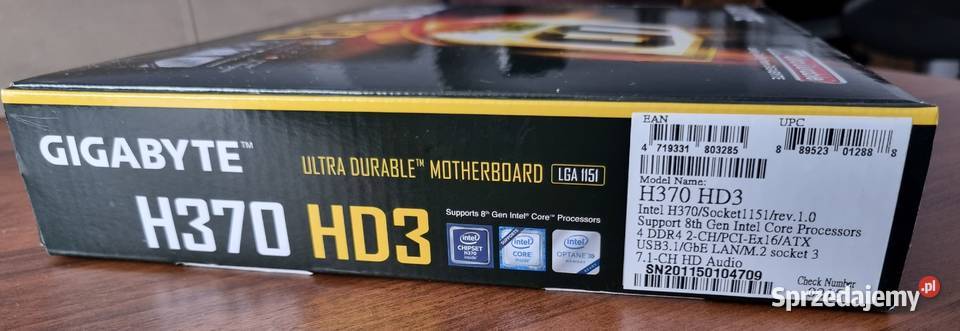 GIGABYTE™
ULTRA DURABLE™ MOTHERBOARD LGA 1151
H370 HD3
Supports 8th Gen Intel® Core™ Processors
intel
CHIPSET
H370
intel
CORE
intel
OPTANE
MEMORY
EAN
4 719331 803285
UPC
8 89523 01288 8
Model Name:
H370 HD3
Intel H370/Socket1151/rev.1.0
Support 8th Gen Intel Core Processors
4 DDR4 2-CH/PCI-Ex16/ATX
USB3.1/GbE LAN/M.2 socket 3
7.1-CH HD Audio
SN201150104709
Check Number
Sprzedajemy.pl